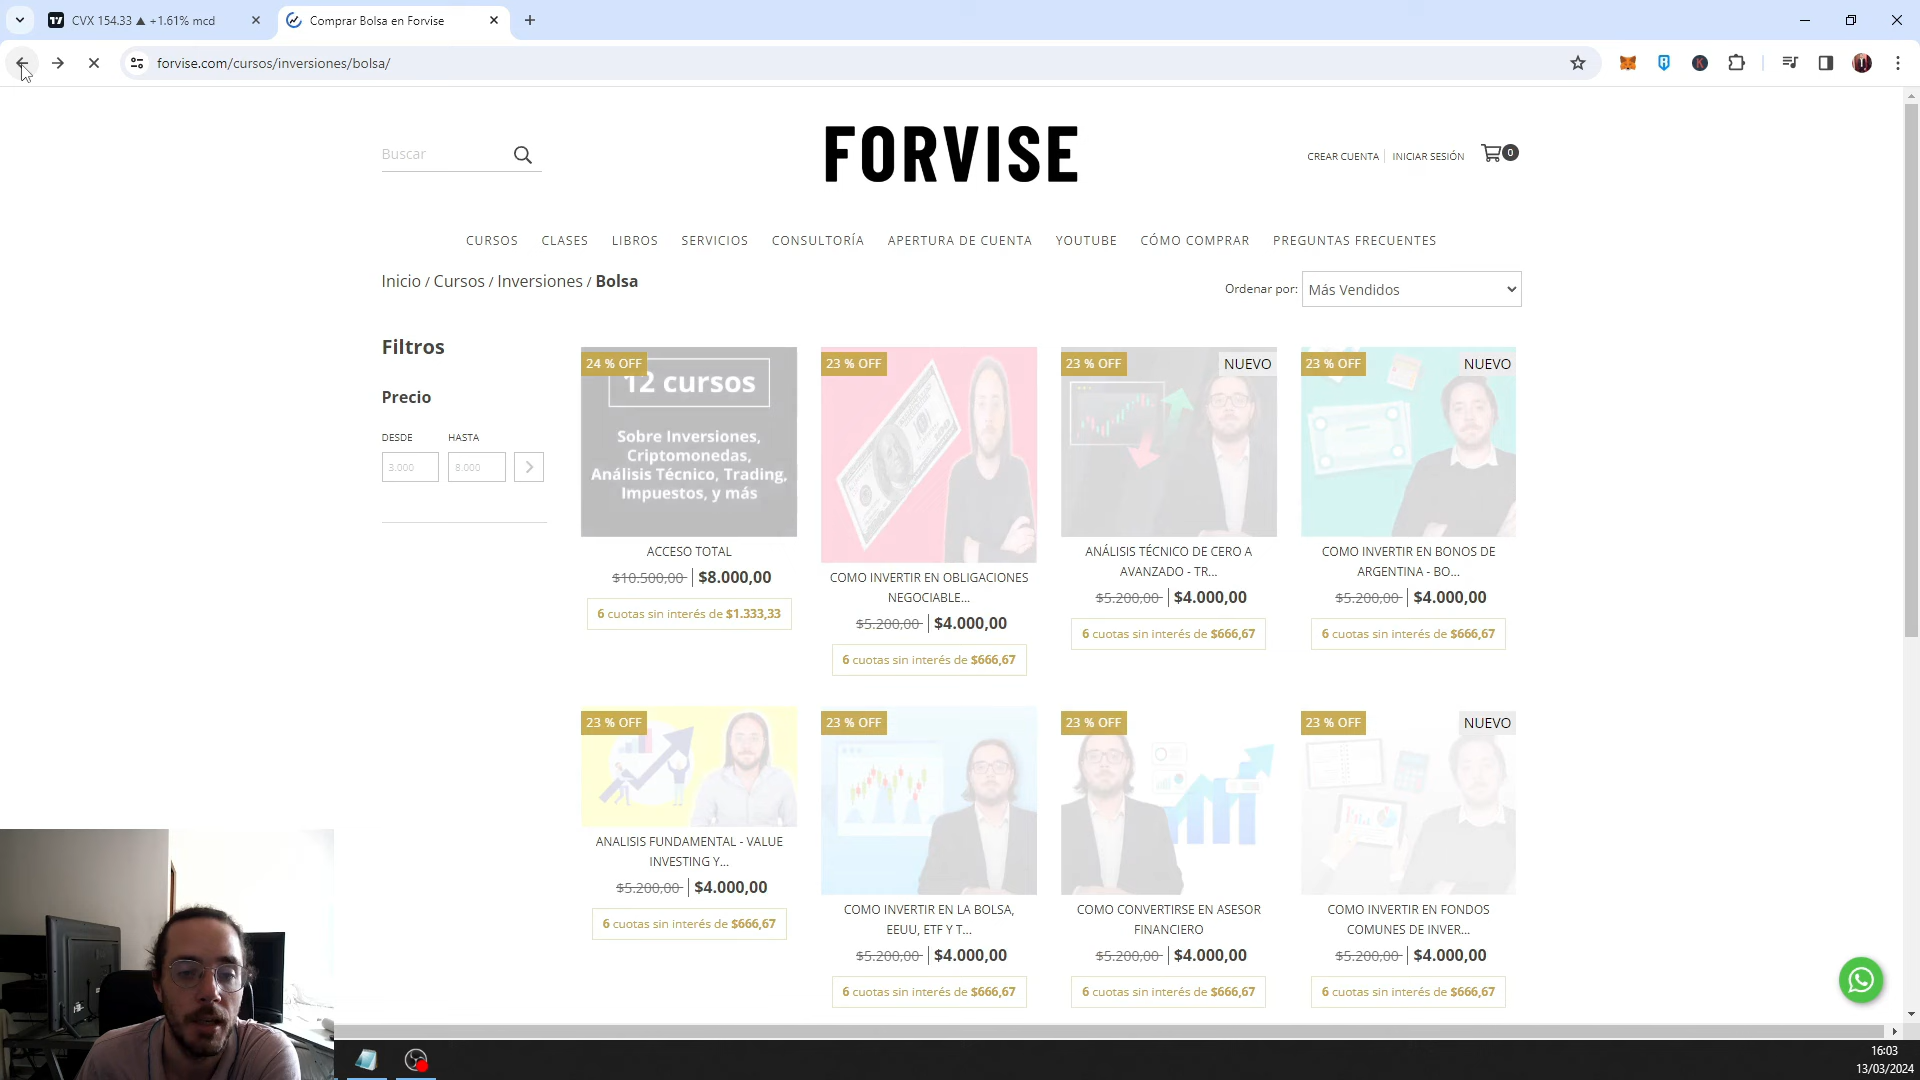 CVX 154.33 ▲ +1.61% mcd
Comprar Bolsa en Forvise
forvise.com/cursos/inversiones/bolsa/
Buscar
FORVISE
CREAR CUENTA
INICIAR SESIÓN
0
CURSOS
CLASES
LIBROS
SERVICIOS
CONSULTORÍA
APERTURA DE CUENTA
YOUTUBE
CÓMO COMPRAR
PREGUNTAS FRECUENTES
Inicio / Cursos / Inversiones / Bolsa
Ordenar por:
Más Vendidos
Filtros
Precio
DESDE
HASTA
3.000
8.000
24 % OFF
12 cursos
Sobre Inversiones,
Criptomonedas,
Análisis Técnico, Trading,
Impuestos, y más
ACCESO TOTAL
$10.500,00 $8.000,00
6 cuotas sin interés de $1.333,33
23 % OFF
COMO INVERTIR EN OBLIGACIONES
NEGOCIABLE...
$5.200,00 $4.000,00
6 cuotas sin interés de $666,67
23 % OFF
NUEVO
ANÁLISIS TÉCNICO DE CERO A
AVANZADO - TR...
$5.200,00 $4.000,00
6 cuotas sin interés de $666,67
23 % OFF
NUEVO
COMO INVERTIR EN BONOS DE
ARGENTINA - BO...
$5.200,00 $4.000,00
6 cuotas sin interés de $666,67
23 % OFF
ANALISIS FUNDAMENTAL - VALUE
INVESTING Y...
$5.200,00 $4.000,00
6 cuotas sin interés de $666,67
23 % OFF
COMO INVERTIR EN LA BOLSA,
EEUU, ETF Y T...
$5.200,00 $4.000,00
6 cuotas sin interés de $666,67
23 % OFF
COMO CONVERTIRSE EN ASESOR
FINANCIERO
$5.200,00 $4.000,00
6 cuotas sin interés de $666,67
23 % OFF
NUEVO
COMO INVERTIR EN FONDOS
COMUNES DE INVER...
$5.200,00 $4.000,00
6 cuotas sin interés de $666,67
16:03
13/03/2024